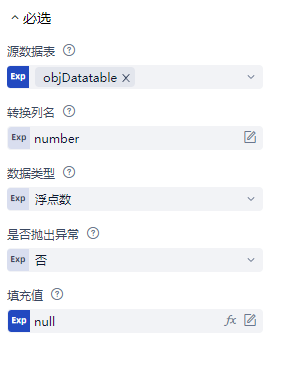 必选
源数据表
Exp objDatatable
转换列名
Exp number
数据类型
Exp 浮点数
是否抛出异常
Exp 否
填充值
Exp null fx